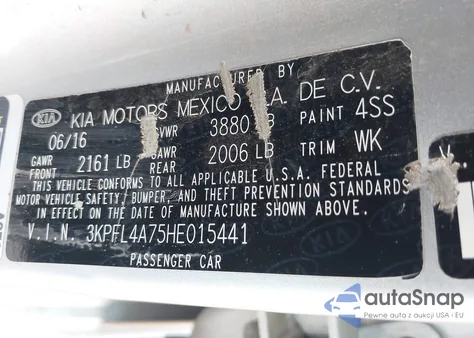 MANUFACTURED BY
KIA KIA MOTORS MEXICO DE C.V.
06/16 GVWR 3880 LB PAINT 4SS
GAWR FRONT 2161 LB GAWR REAR 2006 LB TRIM WK
THIS VEHICLE CONFORMS TO ALL APPLICABLE U.S.A. FEDERAL
MOTOR VEHICLE SAFETY, BUMPER, AND THEFT PREVENTION STANDARDS
IN EFFECT ON THE DATE OF MANUFACTURE SHOWN ABOVE.
V.I.N. 3KPFL4A75HE015441
PASSENGER CAR
autoSnap
Pewne auta z aukcji USA i EU